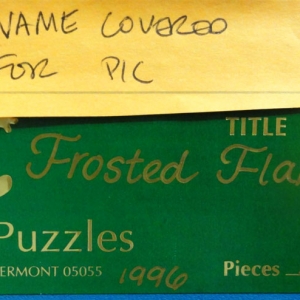 NAME COVERED
FOR PIC
TITLE
Frosted Fla
Puzzles
ERMONT 05055 1996
Pieces